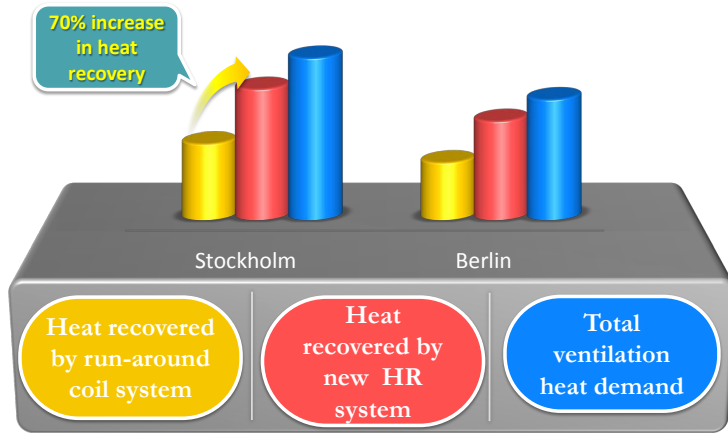 70% increase
in heat
recovery
Stockholm
Berlin
Heat recovered
by run-around
coil system
Heat
recovered by
new HR
system
Total
ventilation
heat demand